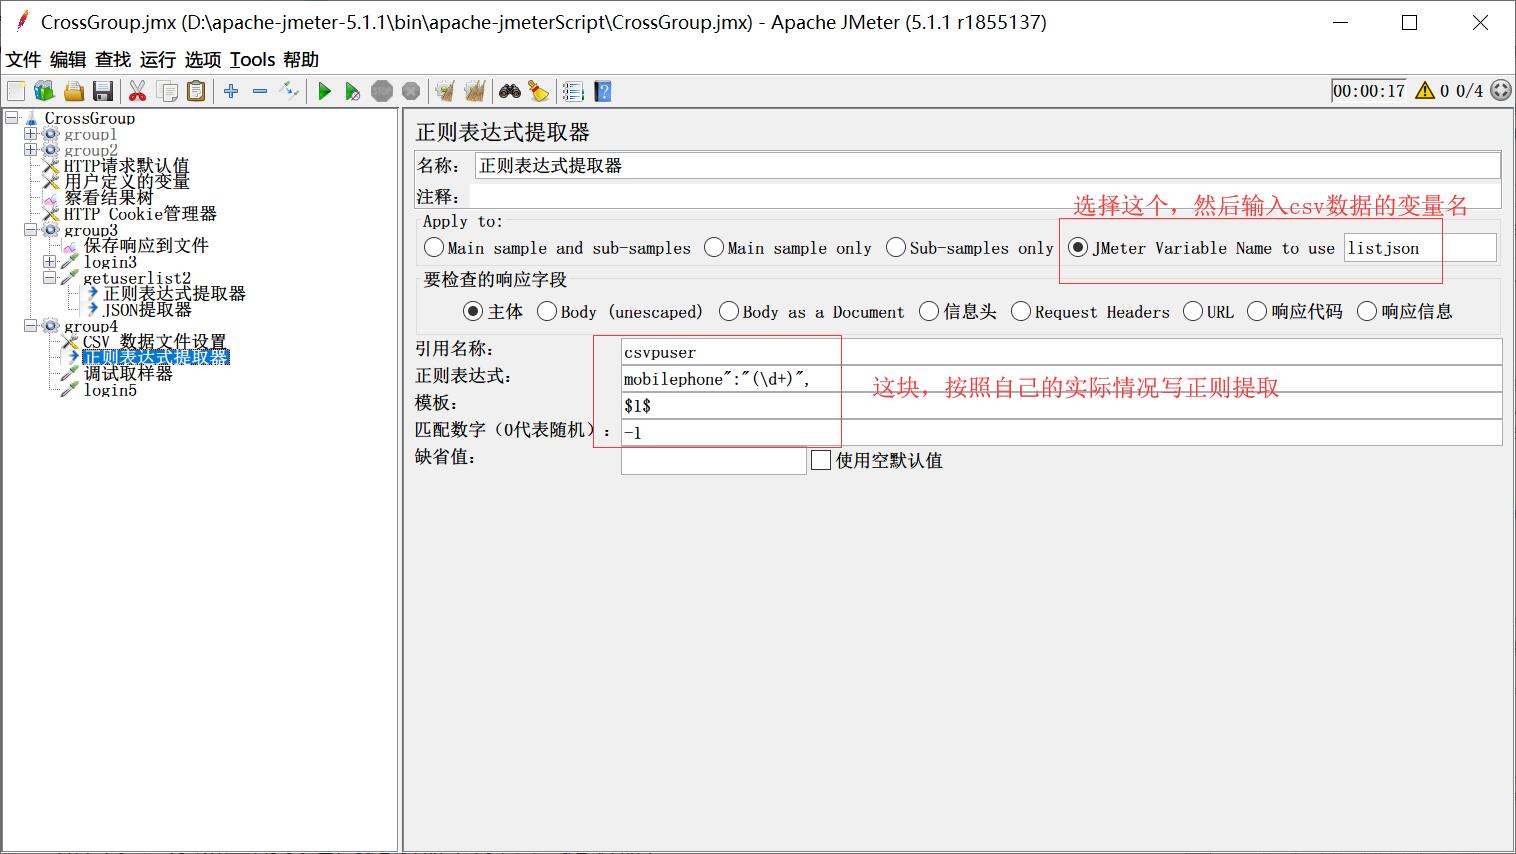 CrossGroup.jmx (D:\apache-jmeter-5.1.1\bin\apache-jmeterScript\CrossGroup.jmx) - Apache JMeter (5.1.1 r1855137)
文件 编辑 查找 运行 选项 Tools 帮助
STOP
00:00:17 0 0/4
CrossGroup
group1
group2
HTTP请求默认值
用户定义的变量
察看结果树
HTTP Cookie管理器
group3
保存响应到文件
login3
getuserlist2
正则表达式提取器
JSON提取器
group4
CSV 数据文件设置
正则表达式提取器
调试取样器
login5
正则表达式提取器
名称: 正则表达式提取器
注释:
选择这个，然后输入csv数据的变量名
Apply to:
Main sample and sub-samples Main sample only Sub-samples only JMeter Variable Name to use listjson
要检查的响应字段
主体 Body (unescaped) Body as a Document 信息头 Request Headers URL 响应代码 响应信息
引用名称: csvpuser
正则表达式: mobilephone":"(\d+)",
这块，按照自己的实际情况写正则提取
模板: $1$
匹配数字（0代表随机）: -1
缺省值: 使用空默认值